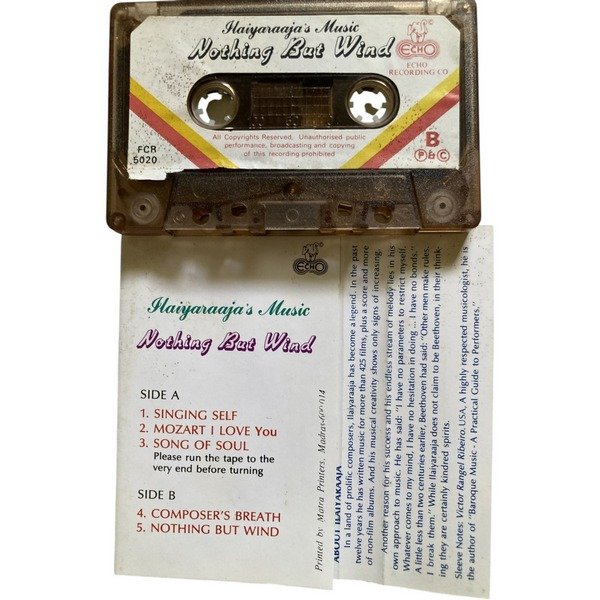 Ilaiyaraaja's Music
Nothing But Wind
ECHO
ECHO
RECORDING CO
All Copyrights Reserved, Unauthorised public
performance, broadcasting and copying
of this recording prohibited
FCR
5020
B
P & C
ECHO
Ilaiyaraaja's Music
Nothing But Wind
SIDE A
1. SINGING SELF
2. MOZART I LOVE You
3. SONG OF SOUL
Please run the tape to the
very end before turning
SIDE B
4. COMPOSER'S BREATH
5. NOTHING BUT WIND
Printed by Matra Printers, Madras-600 014
ABOUT ILAIYARAAJA
In a land of prolific composers, Ilaiyaraaja has become a legend. In the past
twelve years he has written music for more than 425 films, plus a score and more
of non-film albums. And his musical creativity shows only signs of increasing.
Another reason for his success and his endless stream of melody lies in his
own approach to music. He has said: "I have no parameters to restrict myself.
Whatever comes to my mind, I have no hesitation in doing ... I have no bonds."
A little less than two centuries earlier, Beethoven had said: "Other men make rules.
I break them." While Ilaiyaraaja does not claim to be Beethoven, in their think-
ing they are certainly kindred spirits.
Sleeve Notes: Victor Rangel Ribeiro. USA, A highly respected musicologist, he is
the author of "Baroque Music - A Practical Guide to Performers."